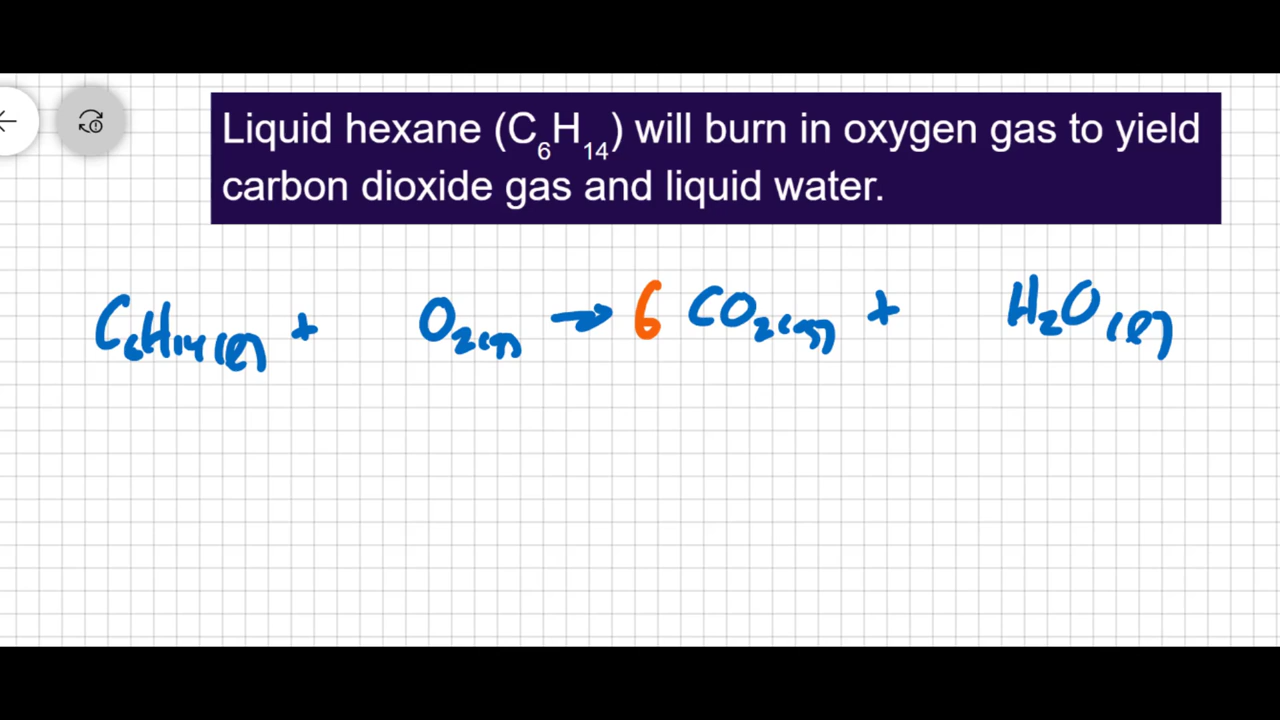 Liquid hexane (C₆H₁₄) will burn in oxygen gas to yield
carbon dioxide gas and liquid water.
C₆H₁₄(l) + O₂(g) → 6 CO₂(g) + H₂O(l)